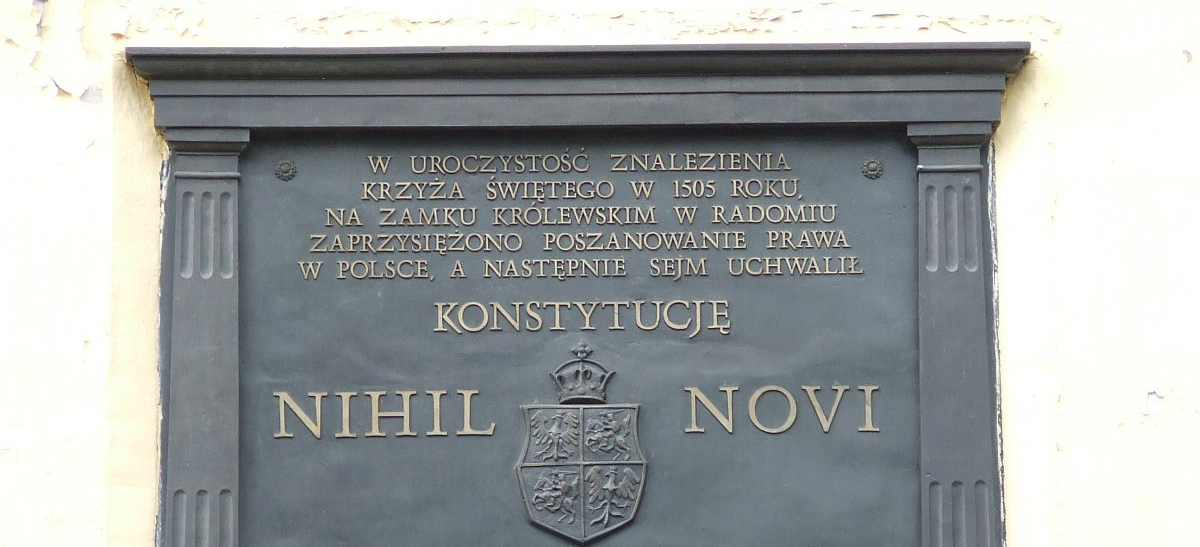 W UROCZYSTOŚĆ ZNALEZIENIA
KRZYŻA ŚWIĘTEGO W 1505 ROKU,
NA ZAMKU KRÓLEWSKIM W RADOMIU
ZAPRZYSIĘŻONO POSZANOWANIE PRAWA
W POLSCE, A NASTĘPNIE SEJM UCHWALIŁ
KONSTYTUCJĘ
NIHIL NOVI